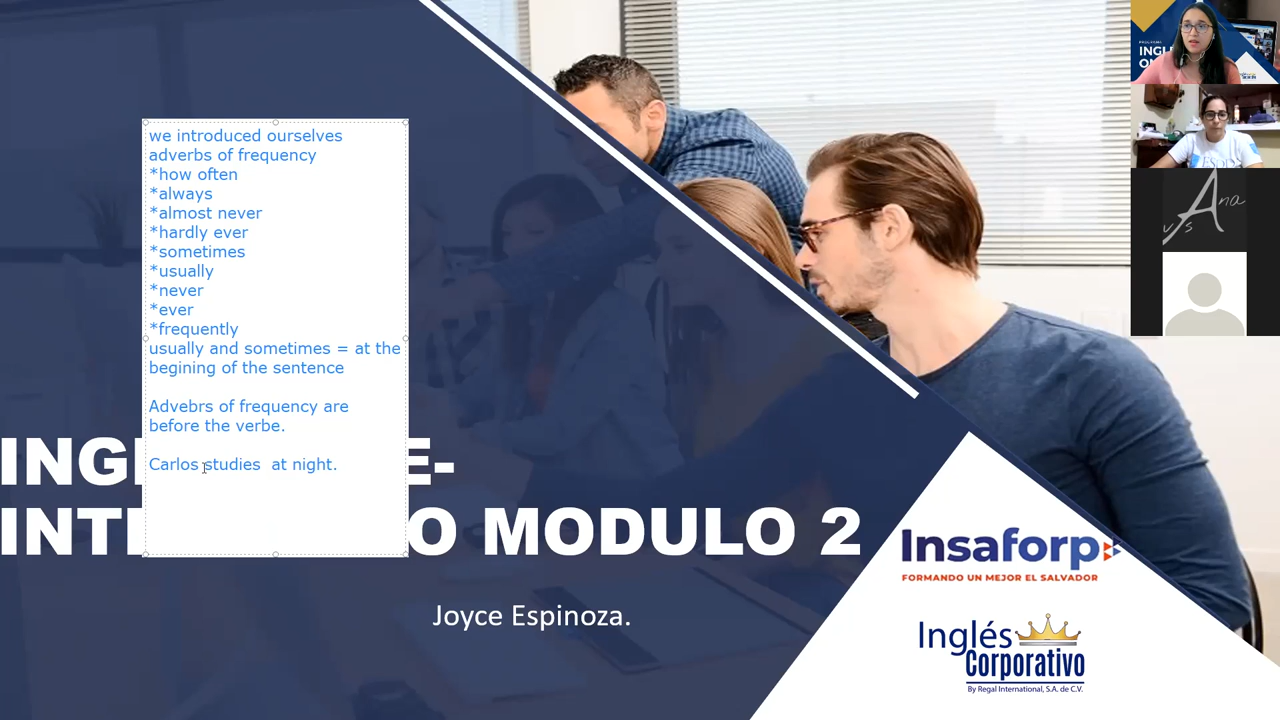 we introduced ourselves
adverbs of frequency
*how often
*always
*almost never
*hardly ever
*sometimes
*usually
*never
*ever
*frequently
usually and sometimes = at the
begining of the sentence
Advebrs of frequency are
before the verbe.
Carlos studies  at night.
ING E-
INT O MODULO 2
Joyce Espinoza.
Insaforp
FORMANDO UN MEJOR EL SALVADOR
Inglés
Corporativo
By Regal International, S.A. de C.V.
Ana